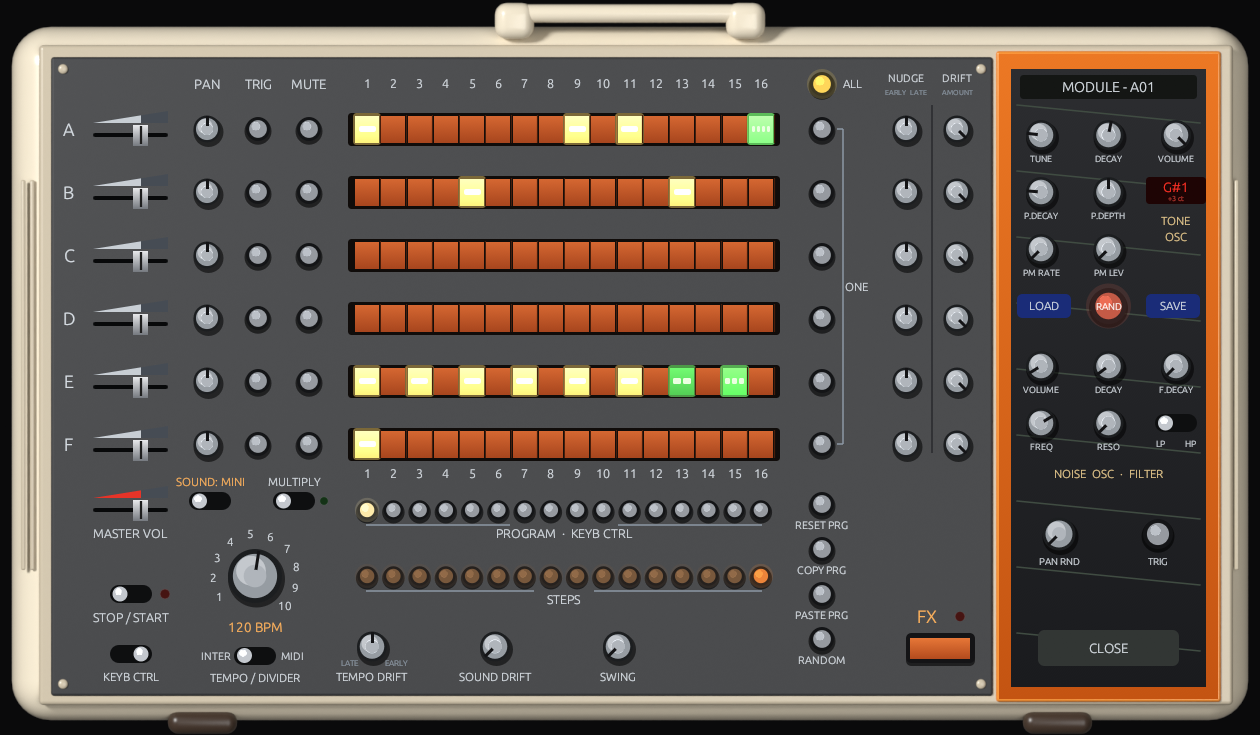 PAN TRIG MUTE 1 2 3 4 5 6 7 8 9 10 11 12 13 14 15 16 ALL NUDGE DRIFT
EARLY LATE AMOUNT
A
B
C
D
ONE
E
F
1 2 3 4 5 6 7 8 9 10 11 12 13 14 15 16
SOUND: MINI MULTIPLY
MASTER VOL
PROGRAM · KEYB CTRL
RESET PRG
COPY PRG
PASTE PRG
RANDOM
1 2 3 4 5 6 7 8 9 10
STEPS
STOP / START
120 BPM
FX
INTER MIDI
KEYB CTRL
TEMPO / DIVIDER
LATE EARLY
TEMPO DRIFT
SOUND DRIFT
SWING
MODULE - A01
TUNE DECAY VOLUME
G#1
+3 ct
P.DECAY P.DEPTH
TONE
OSC
PM RATE PM LEV
LOAD RAND SAVE
VOLUME DECAY F.DECAY
FREQ RESO LP HP
NOISE OSC · FILTER
PAN RND TRIG
CLOSE